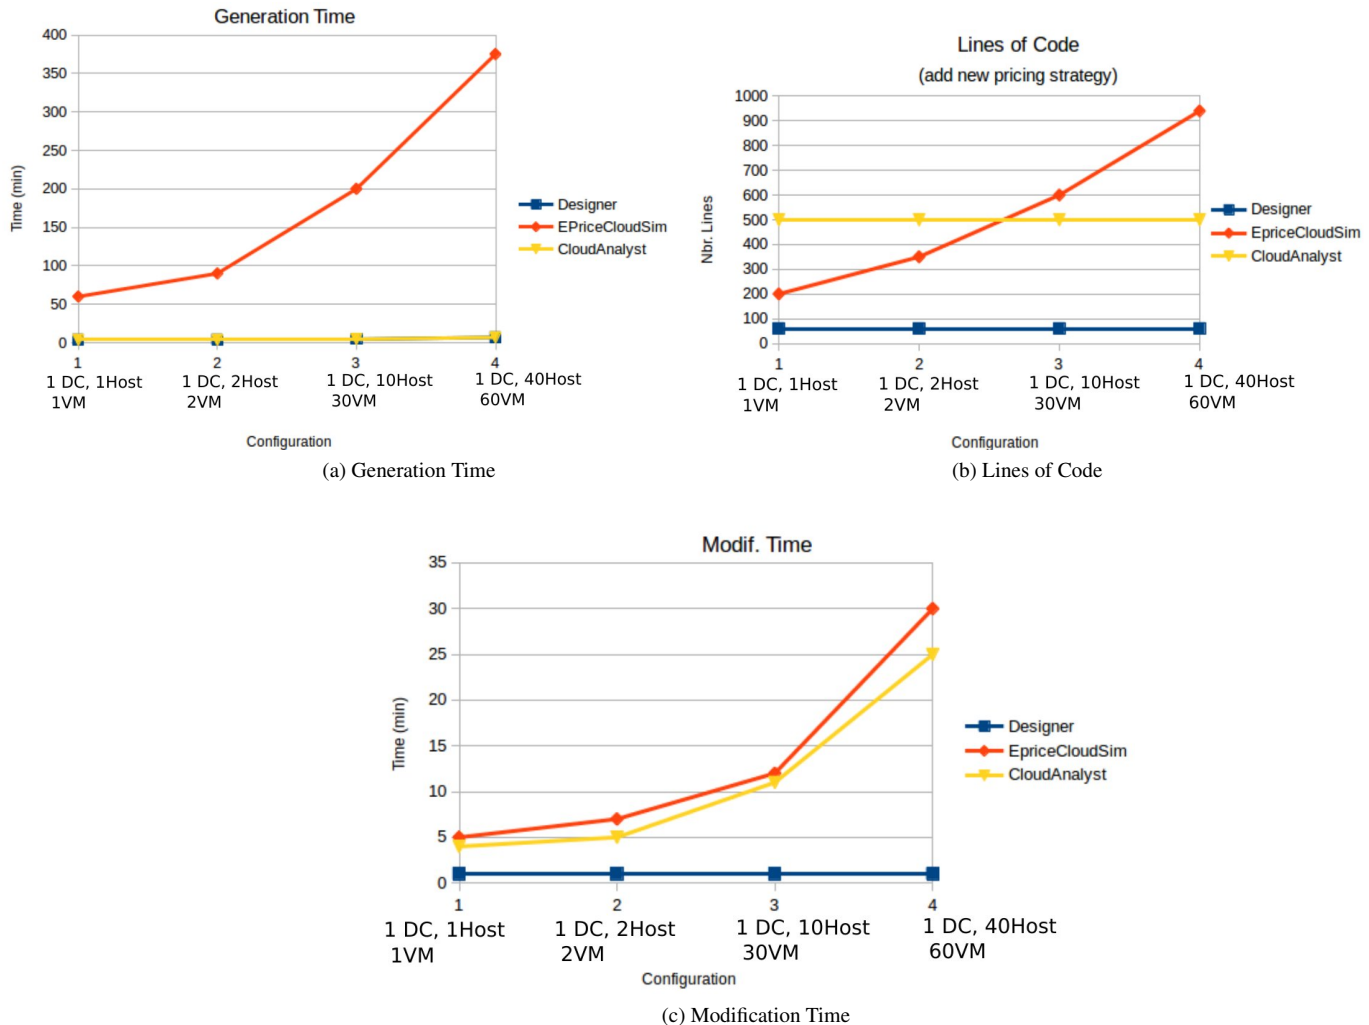 Generation Time
400
350
300
250
200
150
100
50
0
Time (min)
1
2
3
4
1 DC, 1Host
1VM
1 DC, 2Host
2VM
1 DC, 10Host
30VM
1 DC, 40Host
60VM
Configuration
Designer
EPriceCloudSim
CloudAnalyst
(a) Generation Time
Lines of Code
(add new pricing strategy)
1000
900
800
700
600
500
400
300
200
100
0
Nbr. Lines
1
2
3
4
1 DC, 1Host
1VM
1 DC, 2Host
2VM
1 DC, 10Host
30VM
1 DC, 40Host
60VM
Configuration
Designer
EpriceCloudSim
CloudAnalyst
(b) Lines of Code
Modif. Time
35
30
25
20
15
10
5
0
Time (min)
1
2
3
4
1 DC, 1Host
1VM
1 DC, 2Host
2VM
1 DC, 10Host
30VM
1 DC, 40Host
60VM
Configuration
Designer
EpriceCloudSim
CloudAnalyst
(c) Modification Time